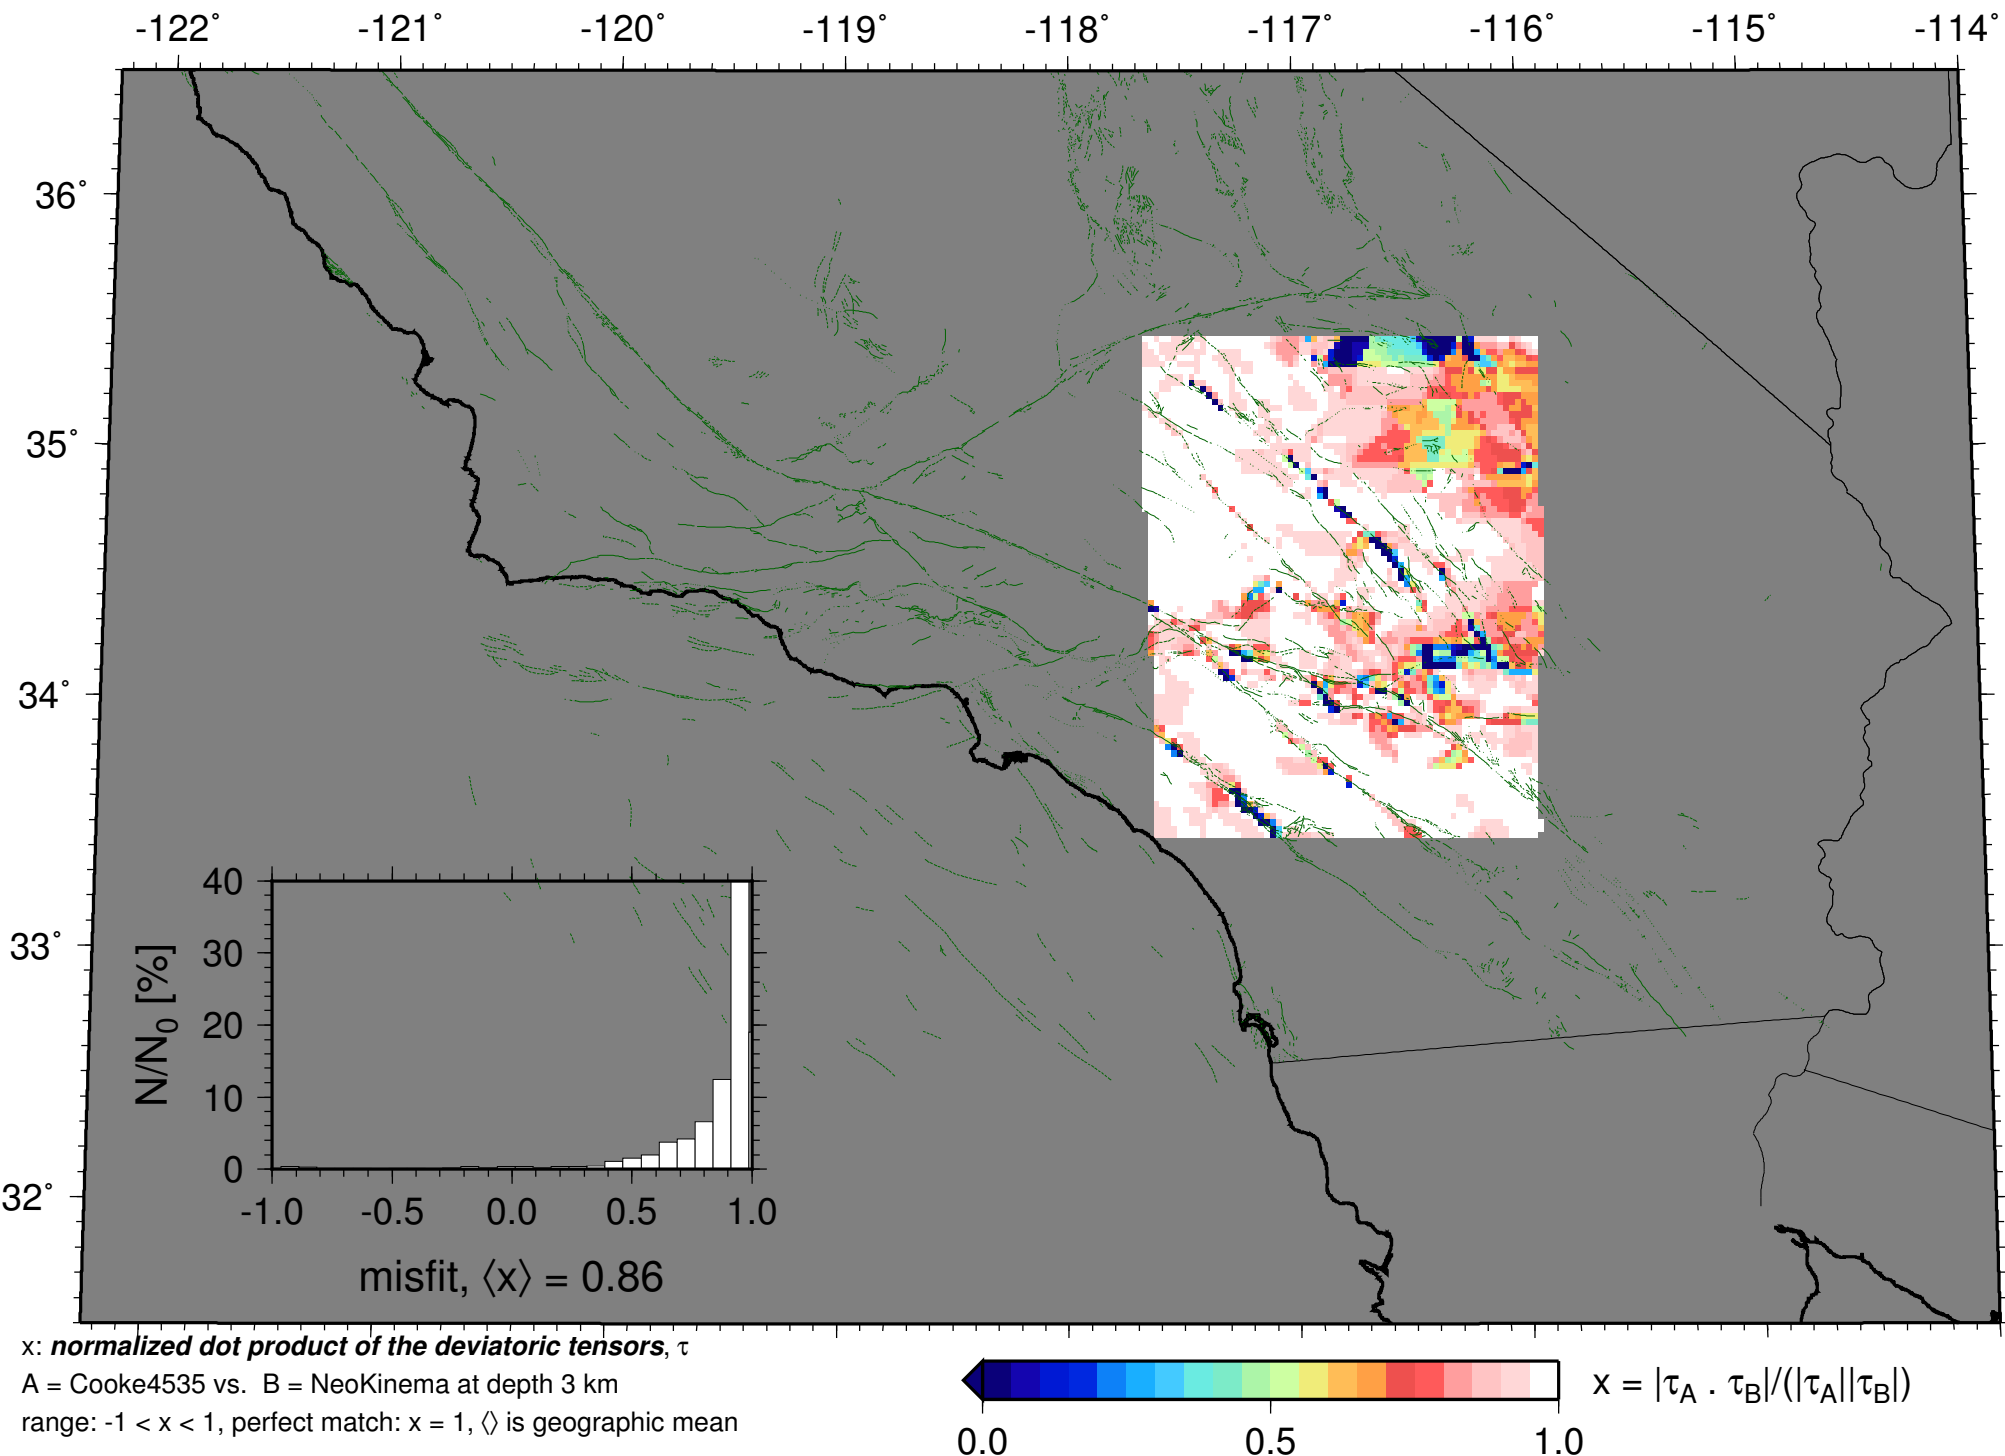 -122° -121° -120° -119° -118° -117° -116° -115° -114°
36°
35°
34°
33°
32°
40
30
20
10
0
N/N0 [%]
-1.0 -0.5 0.0 0.5 1.0
misfit, ⟨x⟩ = 0.86
x: normalized dot product of the deviatoric tensors, τ
A = Cooke4535 vs. B = NeoKinema at depth 3 km
range: -1 < x < 1, perfect match: x = 1, ⟨⟩ is geographic mean
0.0 0.5 1.0
x = |τA . τB|/(|τA||τB|)